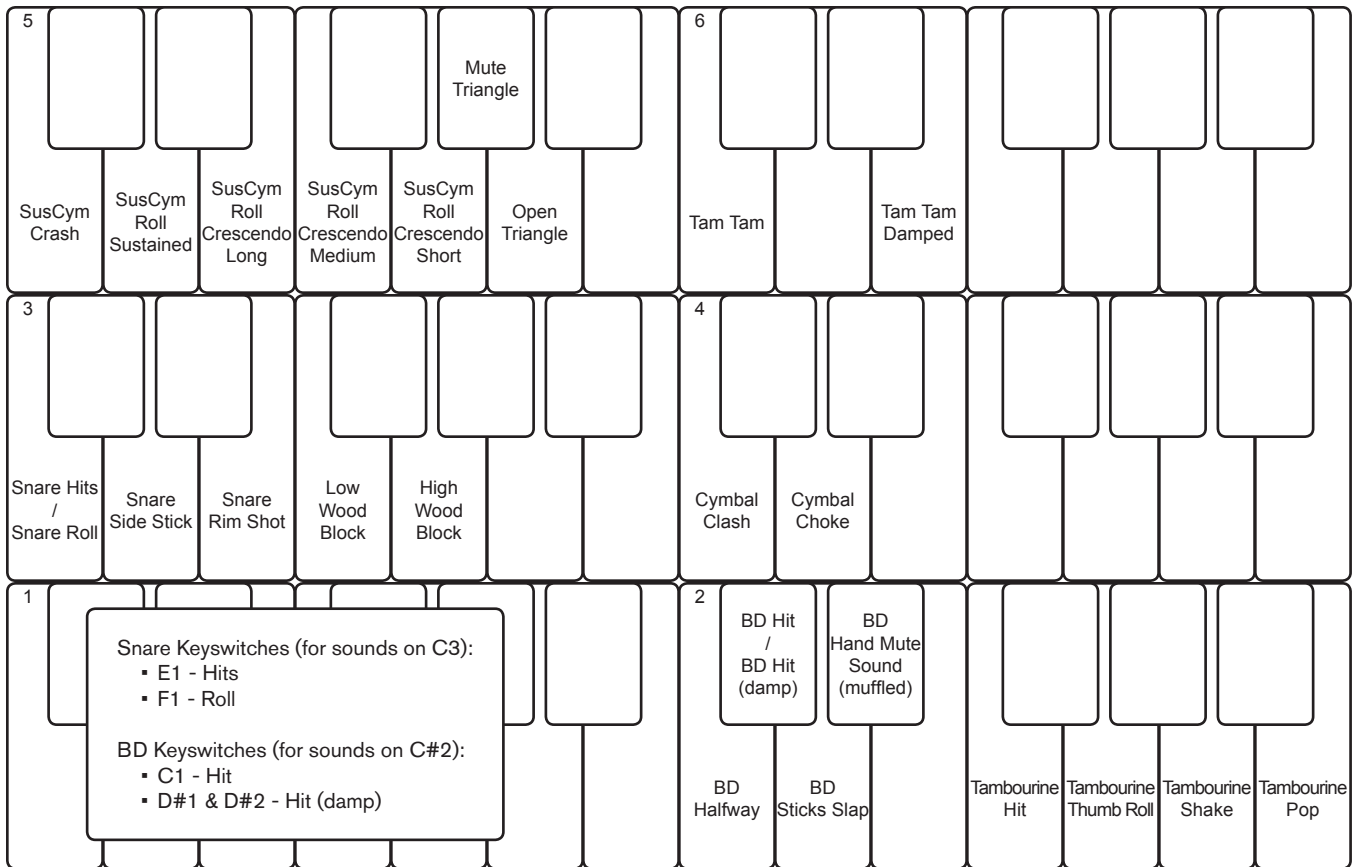 5
Mute
Triangle
6
SusCym
Crash
SusCym
Roll
Sustained
SusCym
Roll
Crescendo
Long
SusCym
Roll
Crescendo
Medium
SusCym
Roll
Crescendo
Short
Open
Triangle
Tam Tam
Tam Tam
Damped
3
4
Snare Hits
/
Snare Roll
Snare
Side Stick
Snare
Rim Shot
Low
Wood
Block
High
Wood
Block
Cymbal
Clash
Cymbal
Choke
1
Snare Keyswitches (for sounds on C3):
▪ E1 - Hits
▪ F1 - Roll
BD Keyswitches (for sounds on C#2):
▪ C1 - Hit
▪ D#1 & D#2 - Hit (damp)
2
BD Hit
/
BD Hit
(damp)
BD
Hand Mute
Sound
(muffled)
BD
Halfway
BD
Sticks Slap
Tambourine
Hit
Tambourine
Thumb Roll
Tambourine
Shake
Tambourine
Pop